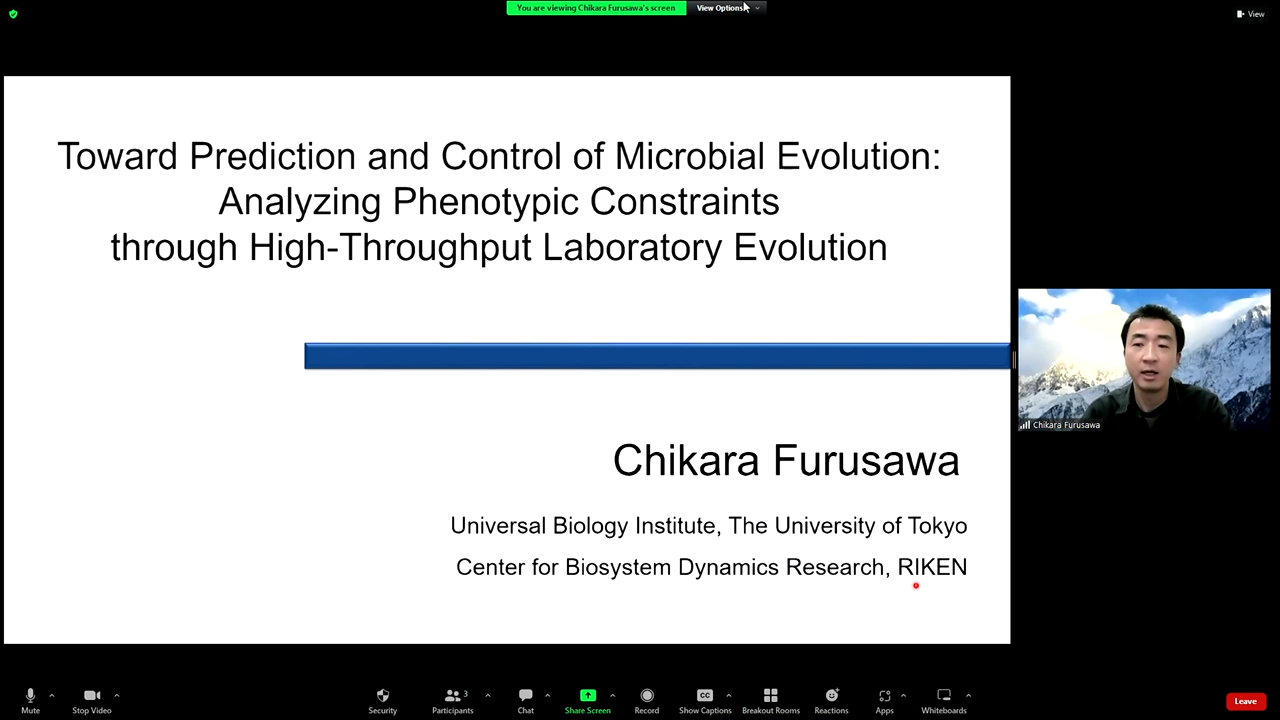 You are viewing Chikara Furusawa's screen
View Options
View
Toward Prediction and Control of Microbial Evolution:
Analyzing Phenotypic Constraints
through High-Throughput Laboratory Evolution
Chikara Furusawa
Universal Biology Institute, The University of Tokyo
Center for Biosystem Dynamics Research, RIKEN
Chikara Furusawa
Mute
Stop Video
Security
Participants
3
Chat
Share Screen
Record
CC
Show Captions
Breakout Rooms
Reactions
Apps
Whiteboards
Leave